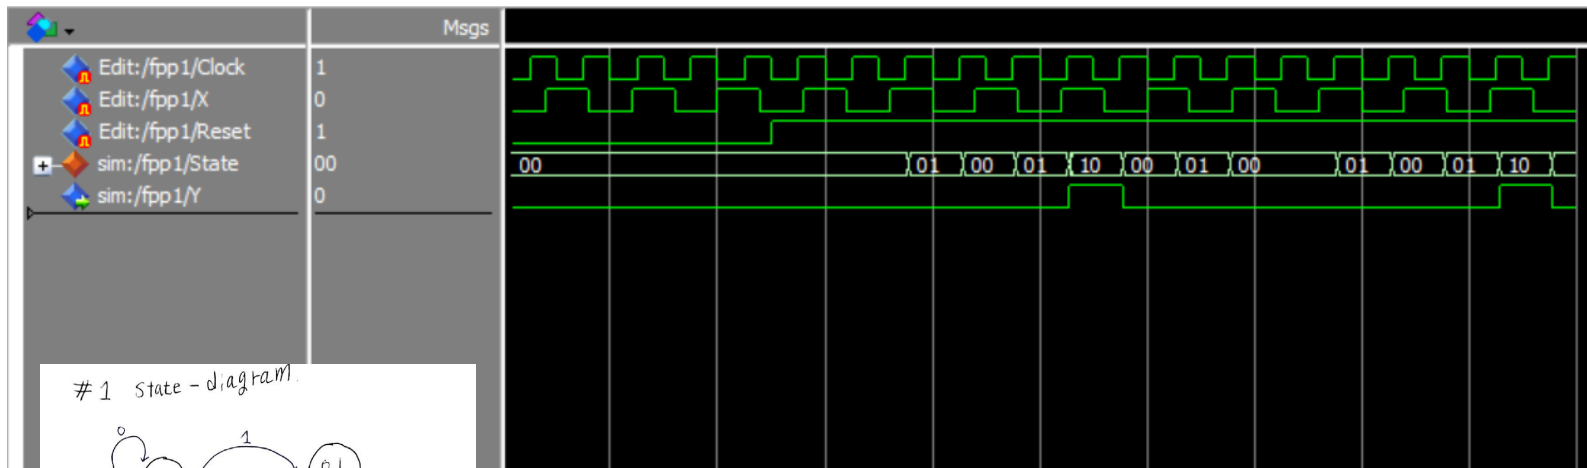 Msgs
Edit:/fpp1/Clock 1
Edit:/fpp1/X 0
Edit:/fpp1/Reset 1
sim:/fpp1/State 00 00 01 00 01 10 00 01 00 01 00 01 10
sim:/fpp1/Y 0
#1 state-diagram.
0 1